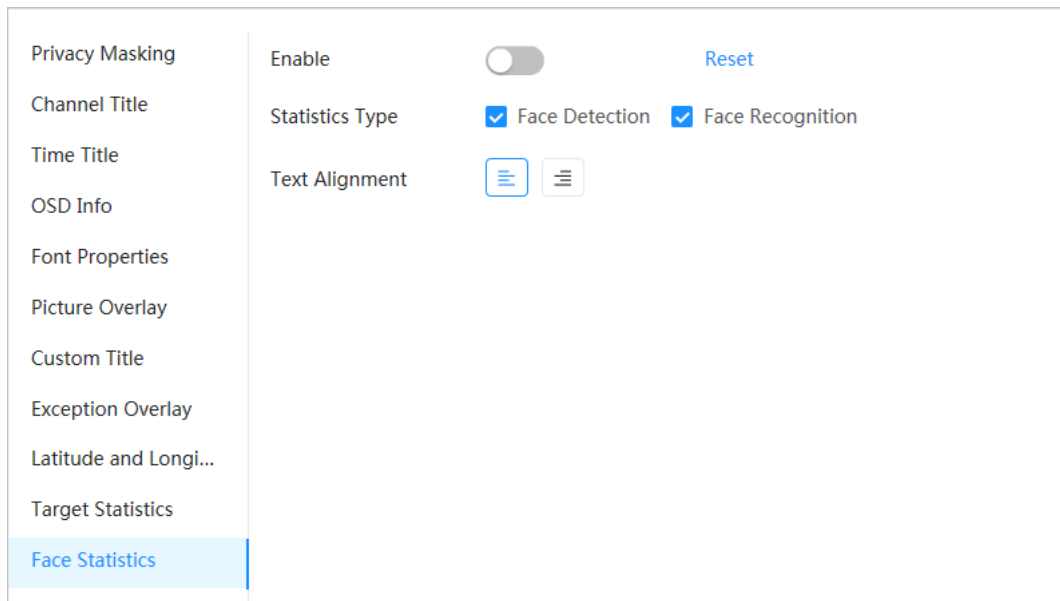 Privacy Masking
Channel Title
Time Title
OSD Info
Font Properties
Picture Overlay
Custom Title
Exception Overlay
Latitude and Longi...
Target Statistics
Face Statistics
Enable Reset
Statistics Type Face Detection Face Recognition
Text Alignment